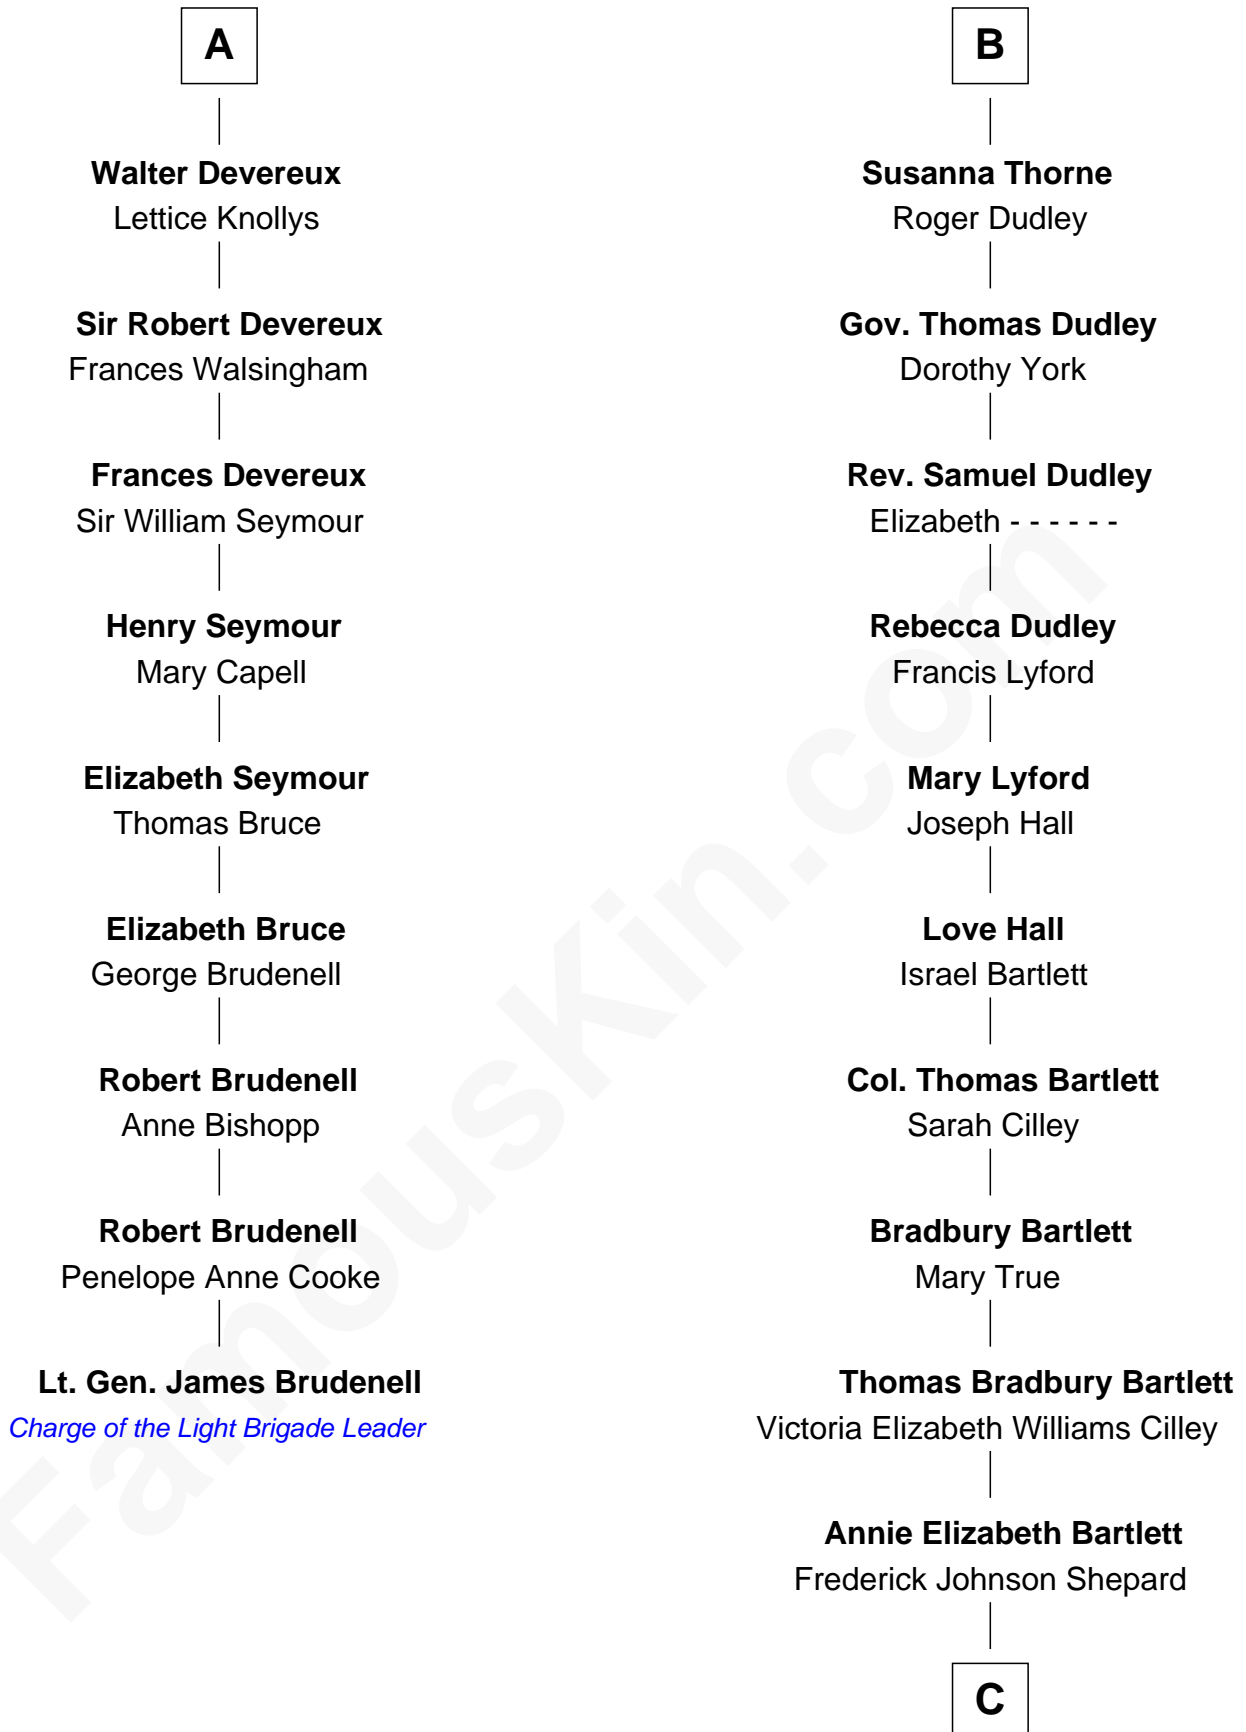 A
Walter Devereux
Lettice Knollys
Sir Robert Devereux
Frances Walsingham
Frances Devereux
Sir William Seymour
Henry Seymour
Mary Capell
Elizabeth Seymour
Thomas Bruce
Elizabeth Bruce
George Brudenell
Robert Brudenell
Anne Bishopp
Robert Brudenell
Penelope Anne Cooke
Lt. Gen. James Brudenell
Charge of the Light Brigade Leader
B
Susanna Thorne
Roger Dudley
Gov. Thomas Dudley
Dorothy York
Rev. Samuel Dudley
Elizabeth - - - - - -
Rebecca Dudley
Francis Lyford
Mary Lyford
Joseph Hall
Love Hall
Israel Bartlett
Col. Thomas Bartlett
Sarah Cilley
Bradbury Bartlett
Mary True
Thomas Bradbury Bartlett
Victoria Elizabeth Williams Cilley
Annie Elizabeth Bartlett
Frederick Johnson Shepard
C
FamousKin.com